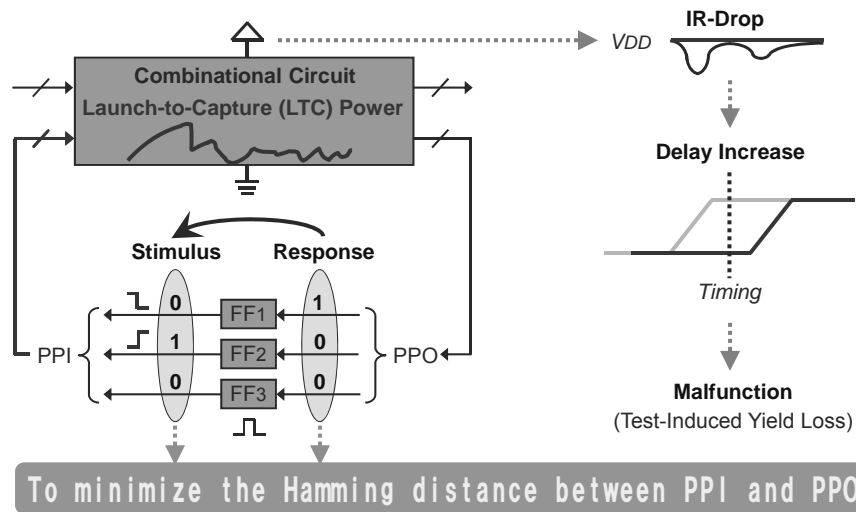 Combinational Circuit
Launch-to-Capture (LTC) Power
VDD
IR-Drop
Delay Increase
Timing
Malfunction
(Test-Induced Yield Loss)
Stimulus
Response
0
FF1
1
1
FF2
0
0
FF3
0
PPI
PPO
To minimize the Hamming distance between PPI and PPO